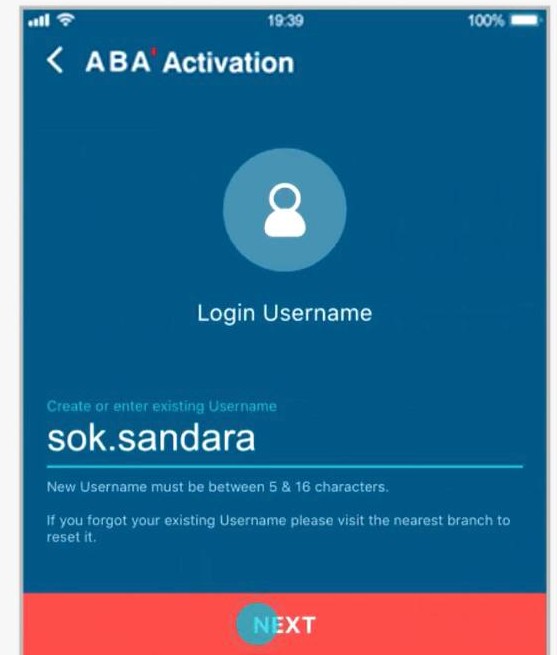 19:39
100%
ABA' Activation
Login Username
Create or enter existing Username
sok.sandara
New Username must be between 5 & 16 characters.
If you forgot your existing Username please visit the nearest branch to
reset it.
NEXT